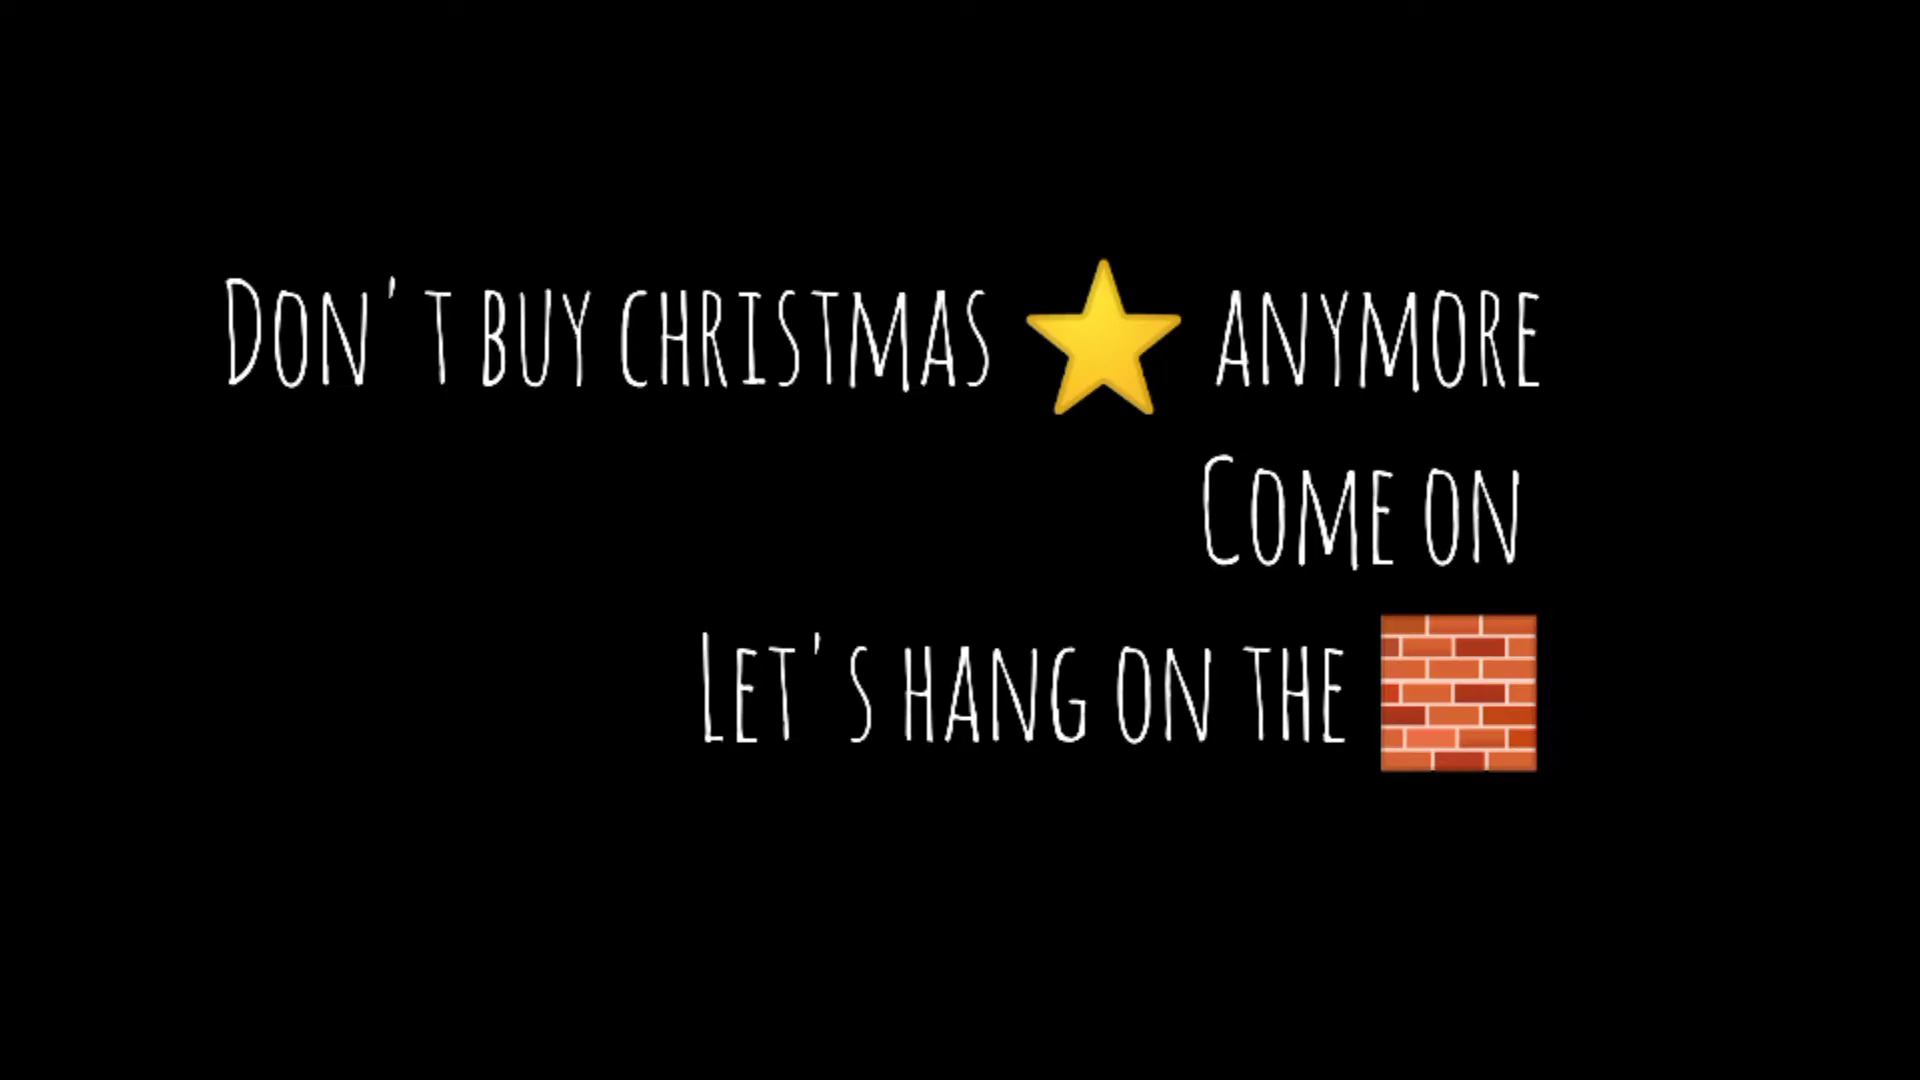 Don't buy christmas ⭐ anymore
Come on
Let's hang on the 🧱